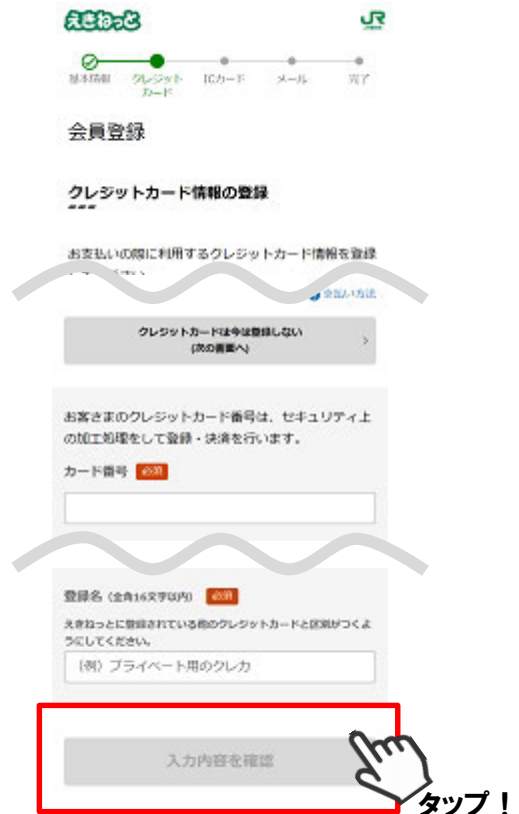 えきねっと JR
基本情報 クレジットカード ICカード メール 完了
会員登録
クレジットカード情報の登録
お支払いの際に利用するクレジットカード情報を登録
支払い方法
クレジットカードは今は登録しない
(次の画面へ)
お客さまのクレジットカード番号は、セキュリティ上
の加工処理をして登録・決済を行います。
カード番号 必須
登録名 (全角16文字以内) 必須
えきねっとに登録されている他のクレジットカードと区別がつくよ
うにしてください。
(例) プライベート用のクレカ
入力内容を確認
タップ！